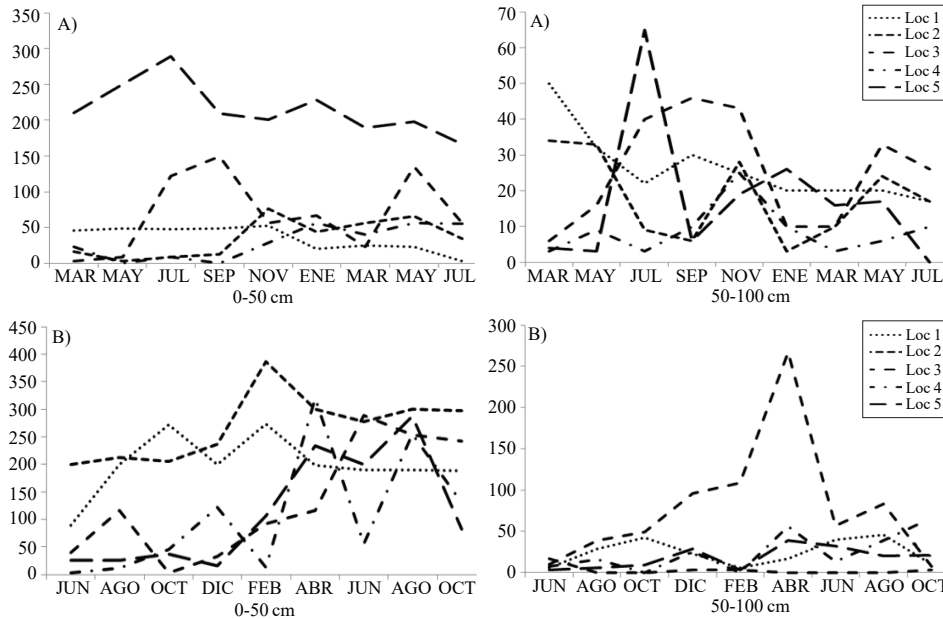 A)
350
300
250
200
150
100
50
0
MAR MAY JUL SEP NOV ENE MAR MAY JUL
0-50 cm
A)
70
60
50
40
30
20
10
0
MAR MAY JUL SEP NOV ENE MAR MAY JUL
50-100 cm
Loc 1
Loc 2
Loc 3
Loc 4
Loc 5
B)
450
400
350
300
250
200
150
100
50
0
JUN AGO OCT DIC FEB ABR JUN AGO OCT
0-50 cm
B)
300
250
200
150
100
50
0
JUN AGO OCT DIC FEB ABR JUN AGO OCT
50-100 cm
Loc 1
Loc 2
Loc 3
Loc 4
Loc 5